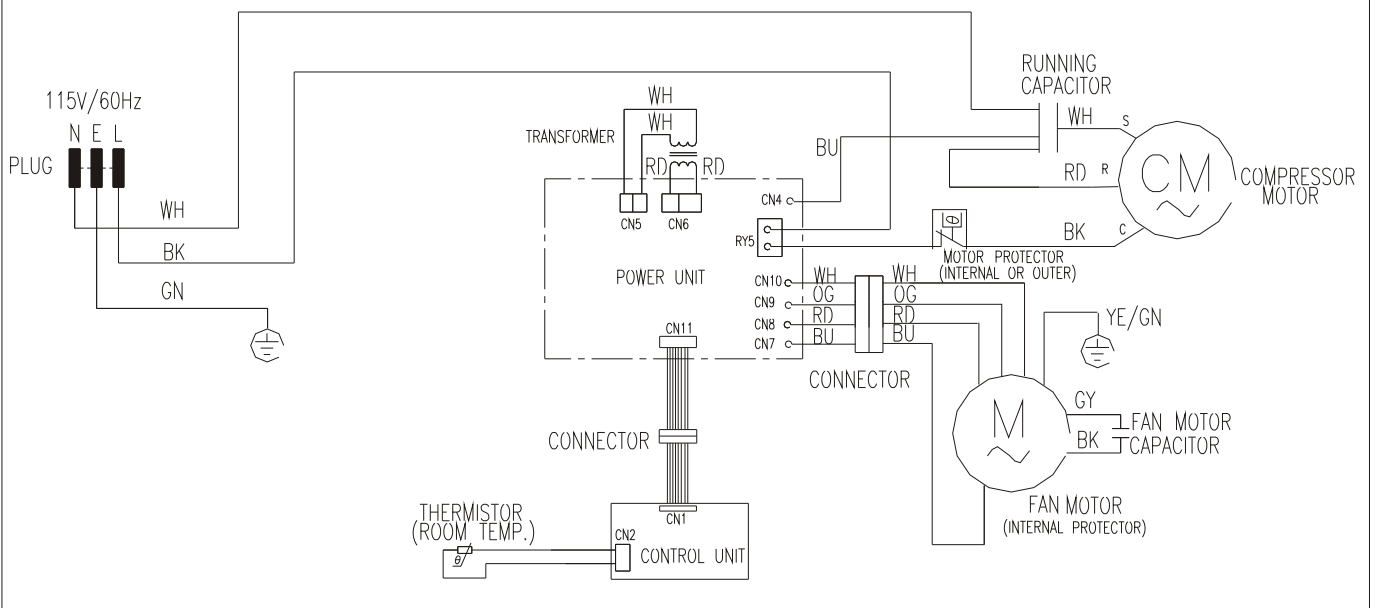 115V/60Hz
N E L
PLUG
WH
BK
GN
TRANSFORMER
WH
WH
RD
RD
CN5
CN6
POWER UNIT
CN4
RY5
CN10
CN9
CN8
CN7
WH
OG
RD
BU
WH
OG
RD
BU
CONNECTOR
CN11
CONNECTOR
CN1
CN2
CONTROL UNIT
THERMISTOR
(ROOM TEMP.)
θ
BU
RUNNING
CAPACITOR
WH
S
RD
R
BK
C
CM
COMPRESSOR
MOTOR
θ
MOTOR PROTECTOR
(INTERNAL OR OUTER)
YE/GN
M
GY
BK
FAN MOTOR
CAPACITOR
FAN MOTOR
(INTERNAL PROTECTOR)